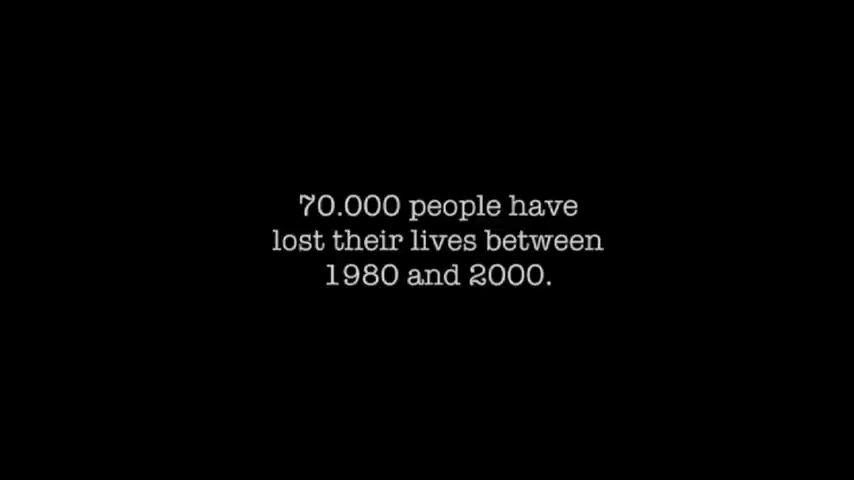 70.000 people have
lost their lives between
1980 and 2000.